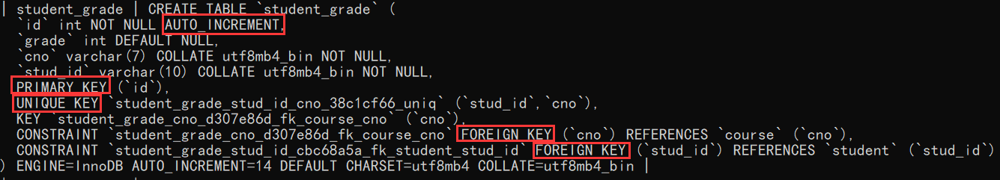 | student_grade | CREATE TABLE `student_grade` (
`id` int NOT NULL AUTO_INCREMENT,
`grade` int DEFAULT NULL,
`cno` varchar(7) COLLATE utf8mb4_bin NOT NULL,
`stud_id` varchar(10) COLLATE utf8mb4_bin NOT NULL,
PRIMARY KEY (`id`),
UNIQUE KEY `student_grade_stud_id_cno_38c1cf66_uniq` (`stud_id`,`cno`),
KEY `student_grade_cno_d307e86d_fk_course_cno` (`cno`),
CONSTRAINT `student_grade_cno_d307e86d_fk_course_cno` FOREIGN KEY (`cno`) REFERENCES `course` (`cno`),
CONSTRAINT `student_grade_stud_id_cbc68a5a_fk_student_stud_id` FOREIGN KEY (`stud_id`) REFERENCES `student` (`stud_id`)
) ENGINE=InnoDB AUTO_INCREMENT=14 DEFAULT CHARSET=utf8mb4 COLLATE=utf8mb4_bin |